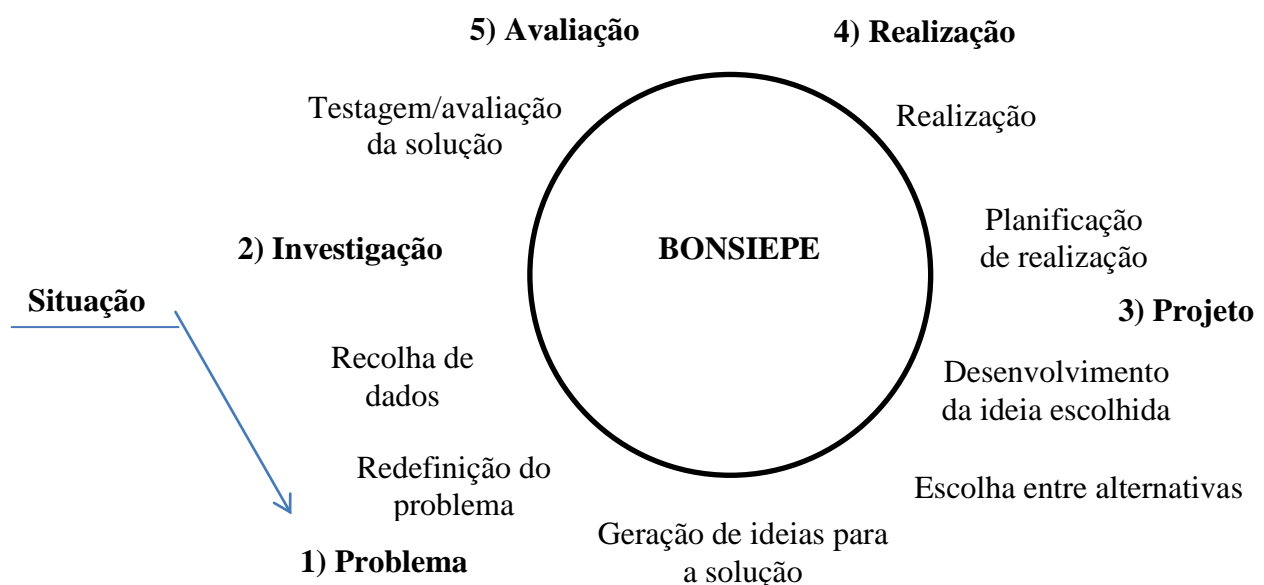 5) Avaliação
4) Realização
Testagem/avaliação
da solução
Realização
Planificação
de realização
2) Investigação
BONSIEPE
Situação
3) Projeto
Recolha de
dados
Desenvolvimento
da ideia escolhida
Redefinição do
problema
Escolha entre alternativas
Geração de ideias para
a solução
1) Problema